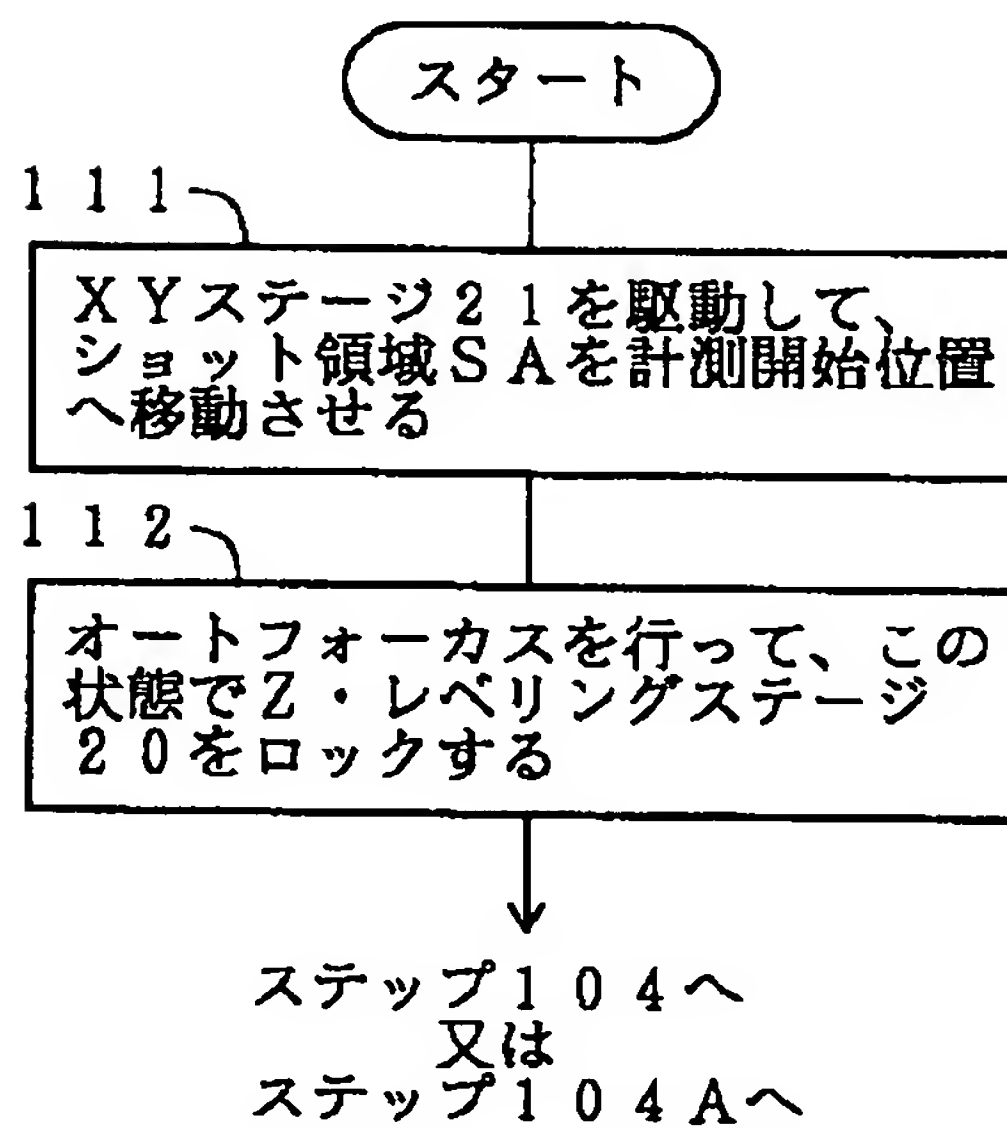 スタート
111
XYステージ21を駆動して、
ショット領域SAを計測開始位置
へ移動させる
112
オートフォーカスを行って、この
状態でZ・レベリングステージ
20をロックする
ステップ104へ
又は
ステップ104Aへ